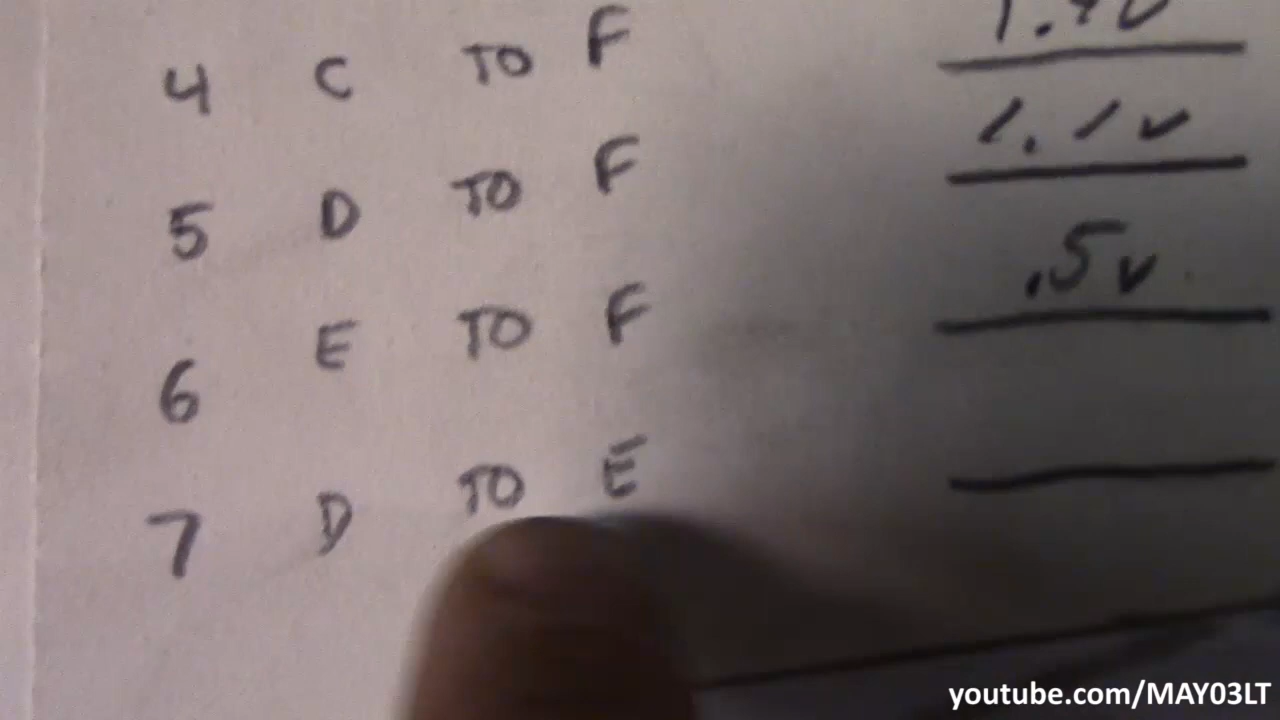 4 C TO F
5 D TO F 1.1v
6 E TO F .5v
7 D TO E
youtube.com/MAY03LT